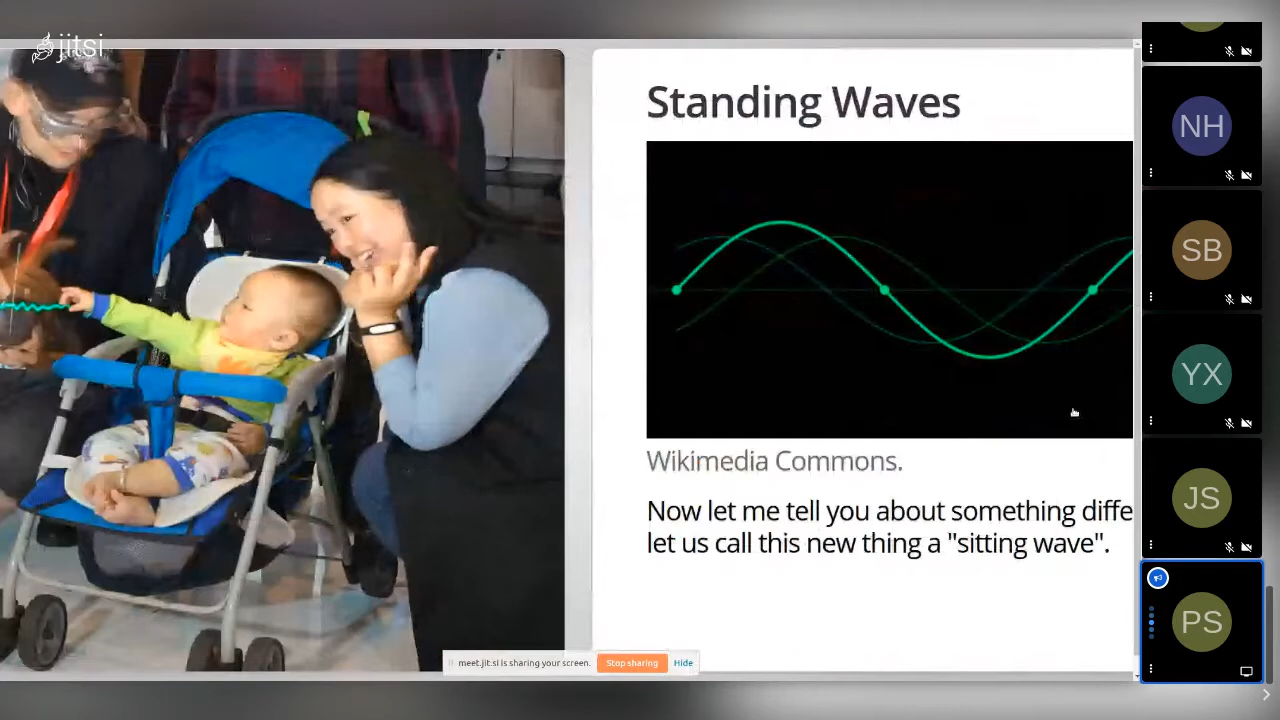 jitsi
Standing Waves
Wikimedia Commons.
Now let me tell you about something diffe
let us call this new thing a "sitting wave".
meet.jit.si is sharing your screen.
Stop sharing
Hide
NH
SB
YX
JS
PS